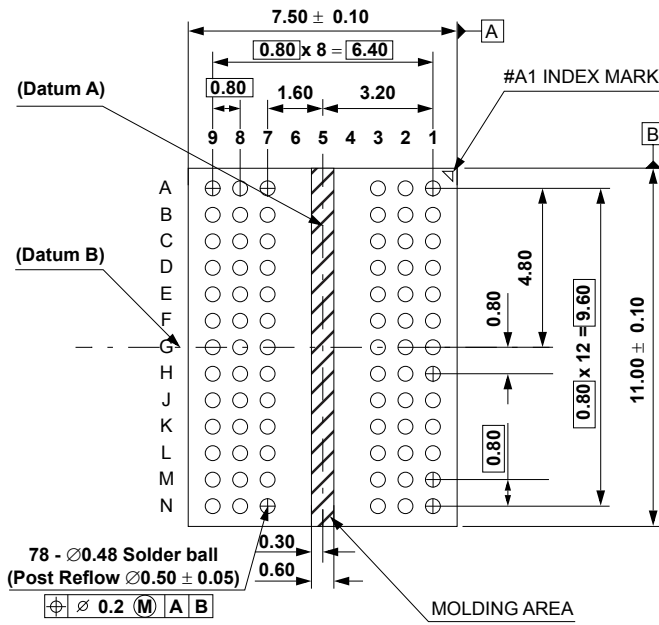 7.50 ± 0.10
A
0.80 x 8 = 6.40
#A1 INDEX MARK
(Datum A)
0.80
1.60
3.20
B
9 8 7 6 5 4 3 2 1
A
B
C
D
(Datum B)
E
F
G
H
J
K
L
M
N
4.80
0.80
0.80 x 12 = 9.60
11.00 ± 0.10
0.80
78 - ∅0.48 Solder ball
(Post Reflow ∅0.50 ± 0.05)
⌖ ⌀ 0.2 Ⓜ A B
0.30
0.60
MOLDING AREA